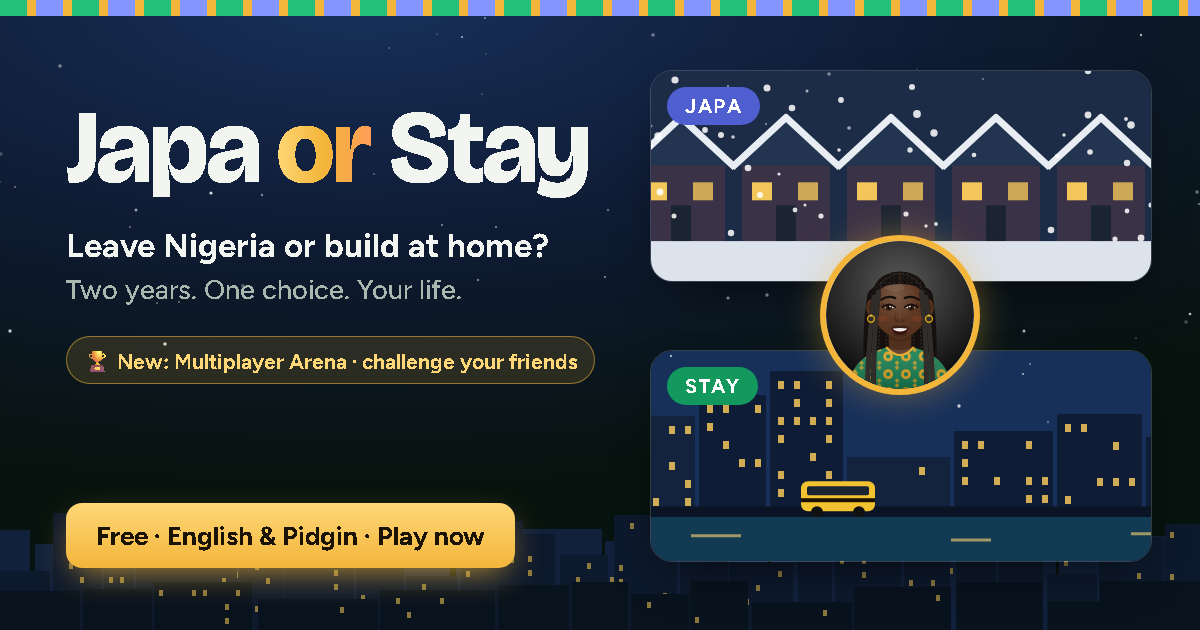 Japa or Stay
Leave Nigeria or build at home?
Two years. One choice. Your life.
🏆 New: Multiplayer Arena · challenge your friends
Free · English & Pidgin · Play now
JAPA
STAY